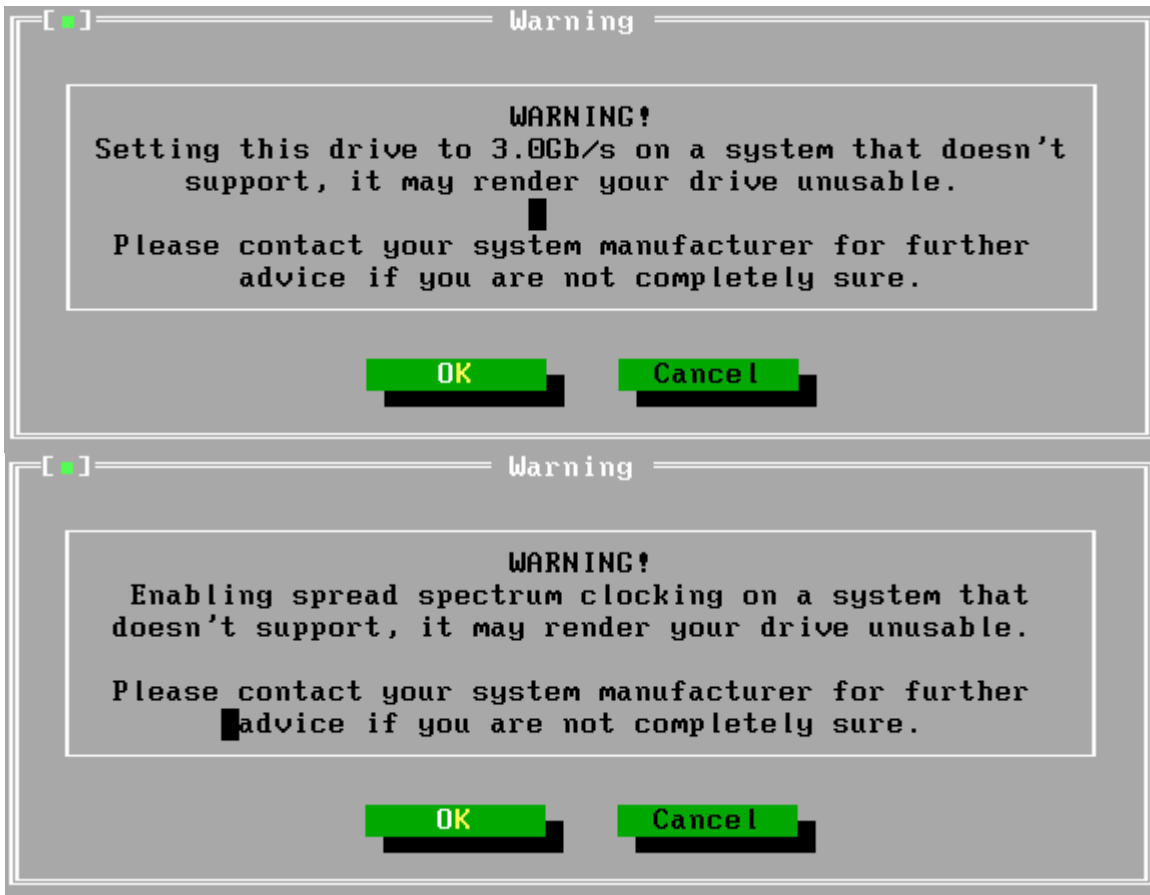 [■] Warning
WARNING!
Setting this drive to 3.0Gb/s on a system that doesn't
support, it may render your drive unusable.
Please contact your system manufacturer for further
advice if you are not completely sure.
OK Cancel
[■] Warning
WARNING!
Enabling spread spectrum clocking on a system that
doesn't support, it may render your drive unusable.
Please contact your system manufacturer for further
advice if you are not completely sure.
OK Cancel